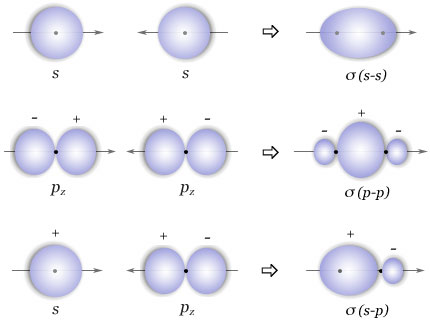 s s σ(s-s)
- + + - + - -
p_z p_z σ(p-p)
+ + - + -
s p_z σ(s-p)